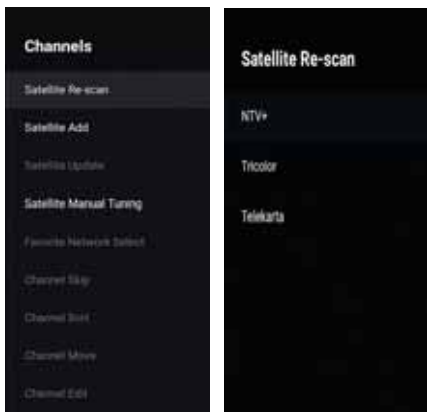 Channels
Satellite Re-scan
Satellite Add
Satellite Update
Satellite Manual Tuning
Favorite Network Select
Channel Skip
Channel Sort
Channel Move
Channel Edit
Satellite Re-scan
NTV+
Tricolor
Telekarta